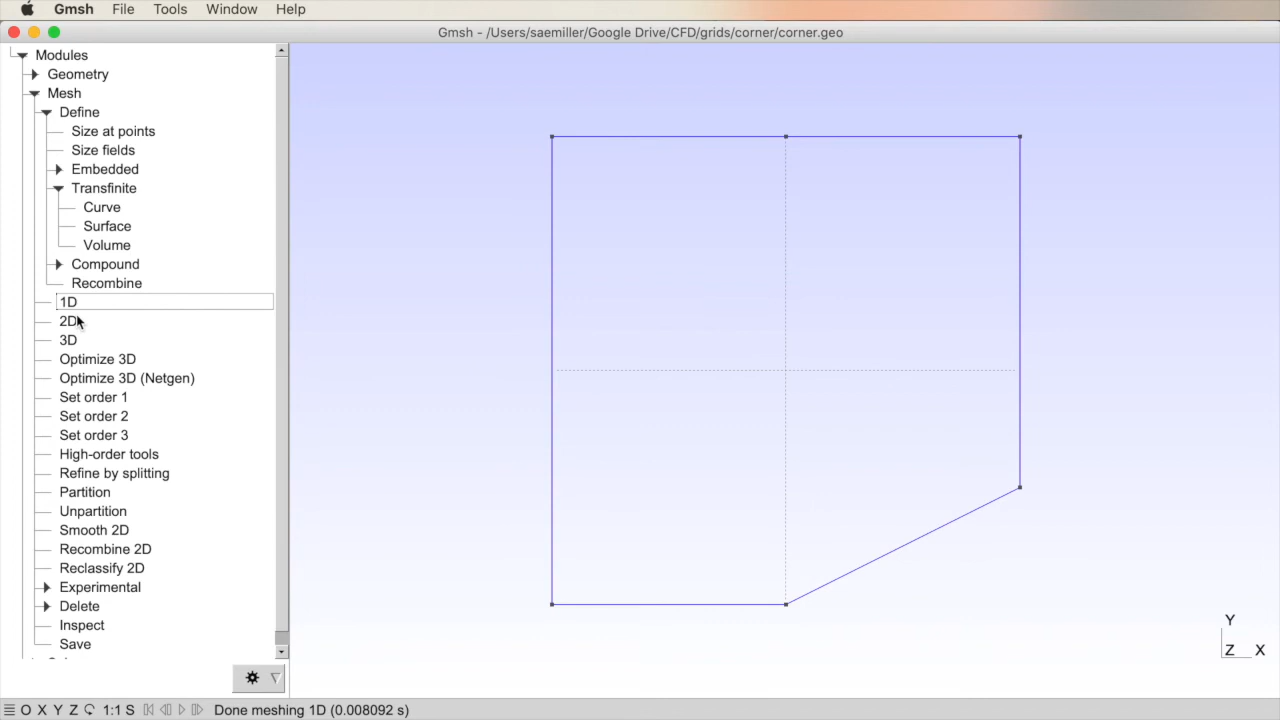 Gmsh File Tools Window Help
Gmsh - /Users/saemiller/Google Drive/CFD/grids/corner/corner.geo
Modules
Geometry
Mesh
Define
Size at points
Size fields
Embedded
Transfinite
Curve
Surface
Volume
Compound
Recombine
1D
2D
3D
Optimize 3D
Optimize 3D (Netgen)
Set order 1
Set order 2
Set order 3
High-order tools
Refine by splitting
Partition
Unpartition
Smooth 2D
Recombine 2D
Reclassify 2D
Experimental
Delete
Inspect
Save
Y
Z X
O X Y Z 1:1 S Done meshing 1D (0.008092 s)